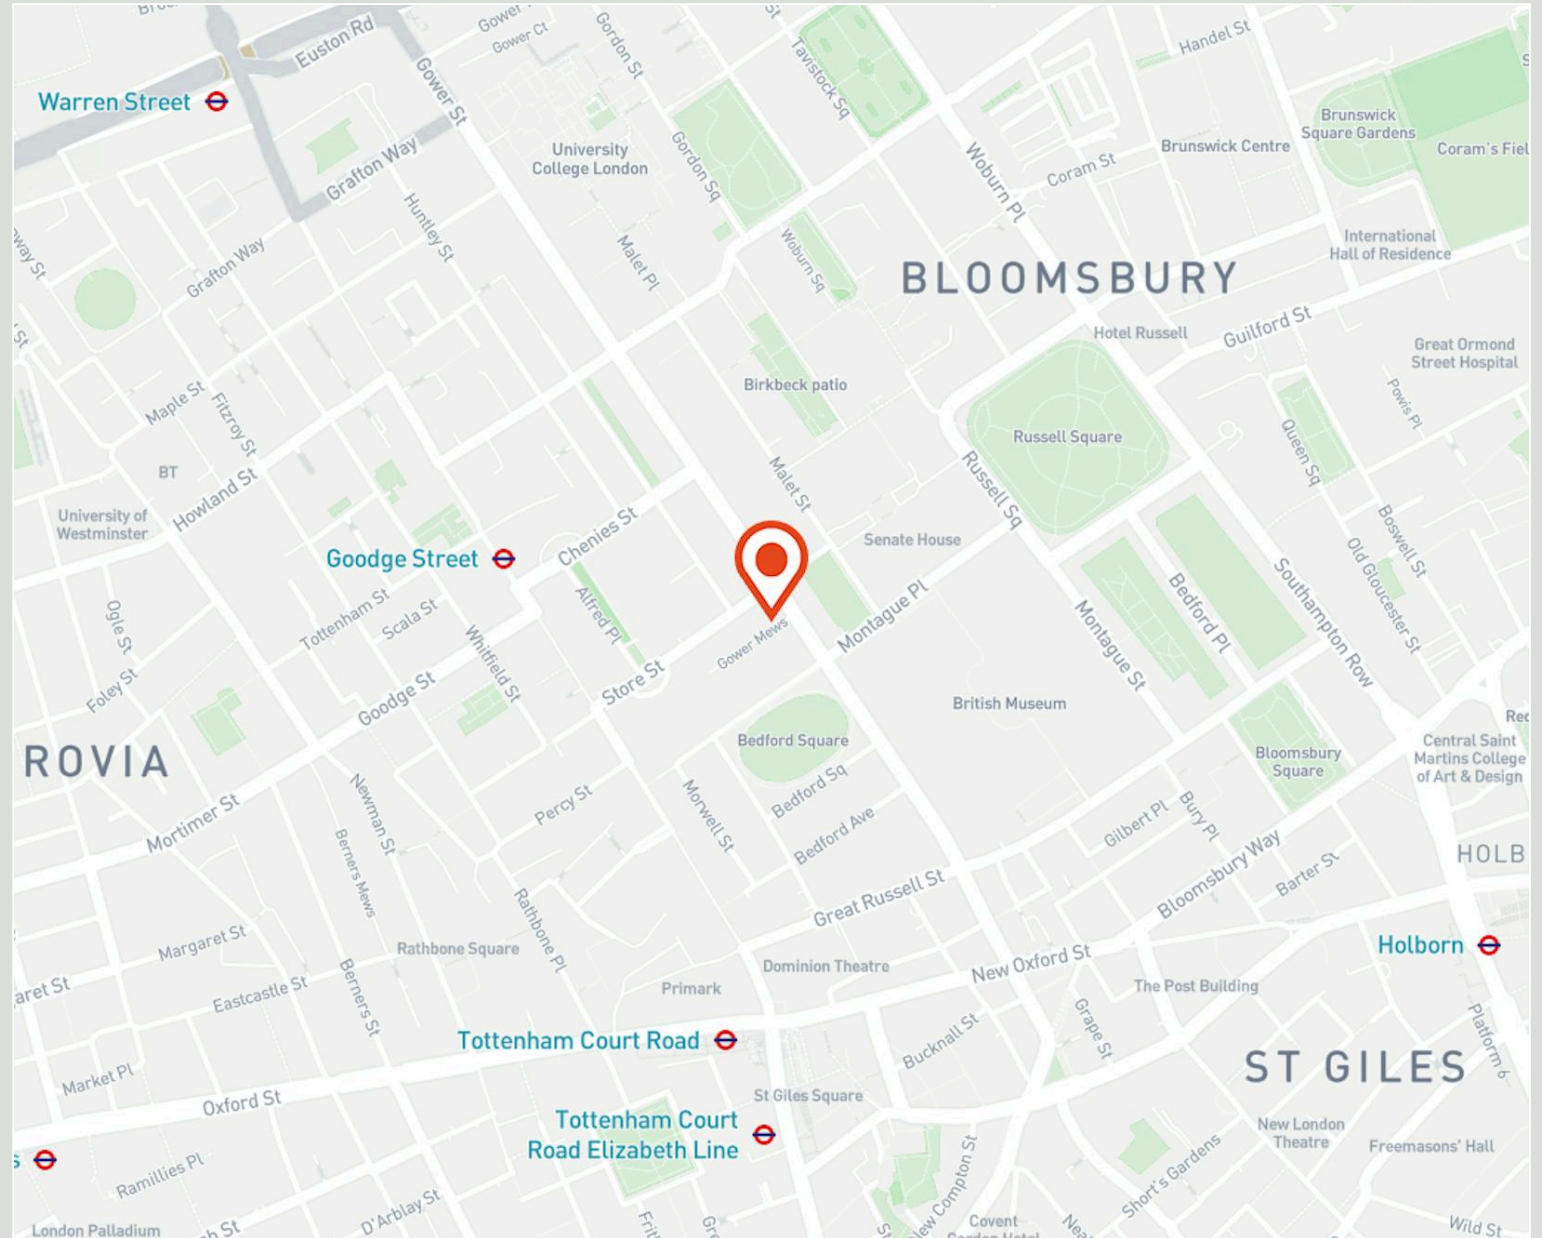 Euston Rd
Gower St
Gower Ct
Gordon St
Tavistock Sq
Handel St
Warren Street
Brunswick
Square Gardens
University
College London
Gordon Sq
Woburn Pl
Coram St
Brunswick Centre
Coram's Fiel
Grafton Way
Huntley St
Malet Pl
Woburn Sq
International
Hall of Residence
Grafton Way
BLOOMSBURY
Hotel Russell
Guilford St
Great Ormond
Street Hospital
Maple St
Fitzroy St
Birkbeck patio
Powis Pl
Russell Square
Queen Sq
BT
Howland St
University of
Westminster
Malet St
Russell Sq
Senate House
Boswell St
Old Gloucester St
Goodge Street
Chenies St
Alfred Pl
Southampton Row
Ogle St
Tottenham St
Scala St
Whitfield St
Gower Mews
Montague Pl
Montague St
Bedford Pl
Foley St
Goodge St
Store St
British Museum
ROVIA
Bedford Square
Bedford Sq
Bloomsbury
Square
Central Saint
Martins College
of Art & Design
Mortimer St
Newman St
Berners Mews
Percy St
Morwell St
Bedford Ave
Gilbert Pl
Bury Pl
Bloomsbury Way
Barter St
HOLB
Great Russell St
Rathbone Pl
Margaret St
Rathbone Square
Dominion Theatre
New Oxford St
Holborn
aret St
Eastcastle St
Berners St
Primark
The Post Building
Tottenham Court Road
Bucknall St
Grape St
Platform 6
ST GILES
Market Pl
Oxford St
St Giles Square
Tottenham Court
Road Elizabeth Line
New London
Theatre
Freemasons' Hall
s
Ramillies Pl
New Compton St
Short's Gardens
D'Arblay St
London Palladium
Covent
Wild St